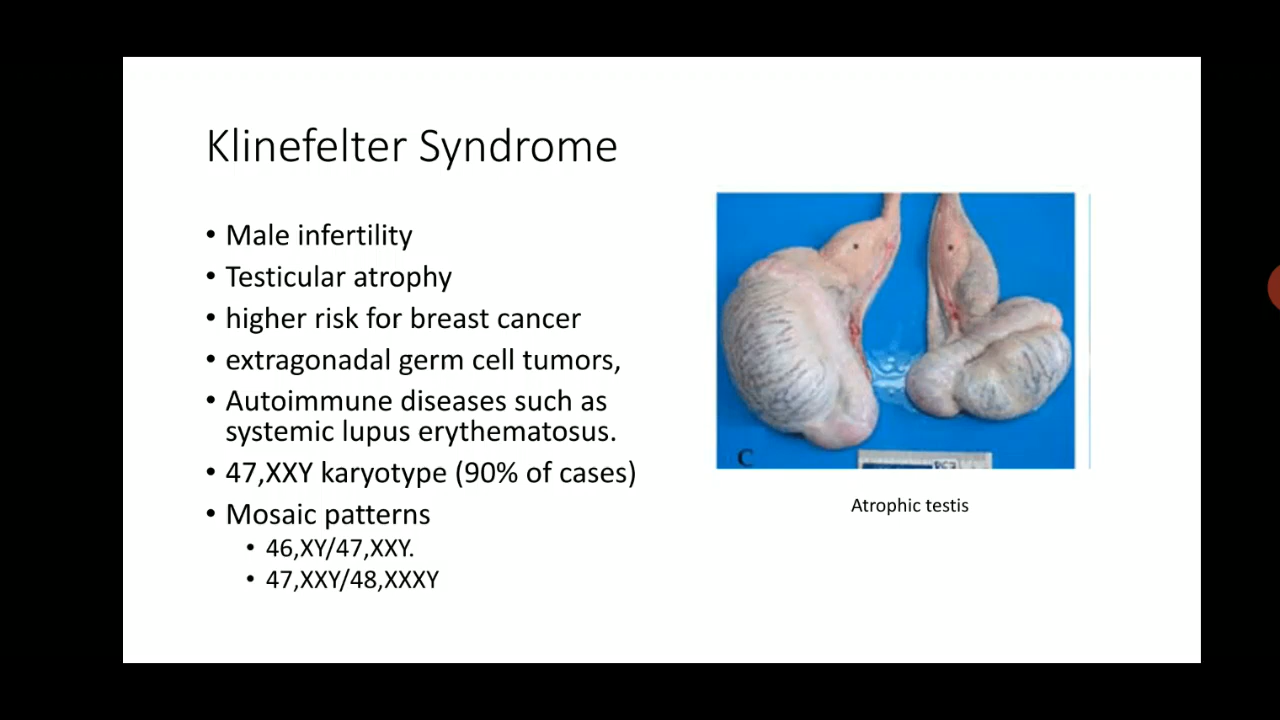 Klinefelter Syndrome
• Male infertility
• Testicular atrophy
• higher risk for breast cancer
• extragonadal germ cell tumors,
• Autoimmune diseases such as
systemic lupus erythematosus.
• 47,XXY karyotype (90% of cases)
• Mosaic patterns
• 46,XY/47,XXY.
• 47,XXY/48,XXXY
C
Atrophic testis